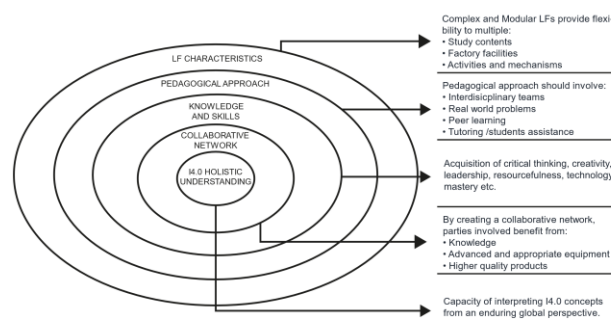 LF CHARACTERISTICS
PEDAGOGICAL APPROACH
KNOWLEDGE
AND SKILLS
COLLABORATIVE
NETWORK
I4.0 HOLISTIC
UNDERSTANDING
Complex and Modular LFs provide flexi-
bility to multiple:
• Study contents
• Factory facilities
• Activities and mechanisms
Pedagogical approach should involve:
• Interdisicplinary teams
• Real world problems
• Peer learning
• Tutoring /students assistance
Acquisition of critical thinking, creativity,
leadership, resourcefulness, technology
mastery etc.
By creating a collaborative network,
parties involved benefit from:
• Knowledge
• Advanced and appropriate equipment
• Higher quality products
Capacity of interpreting I4.0 concepts
from an enduring global perspective.